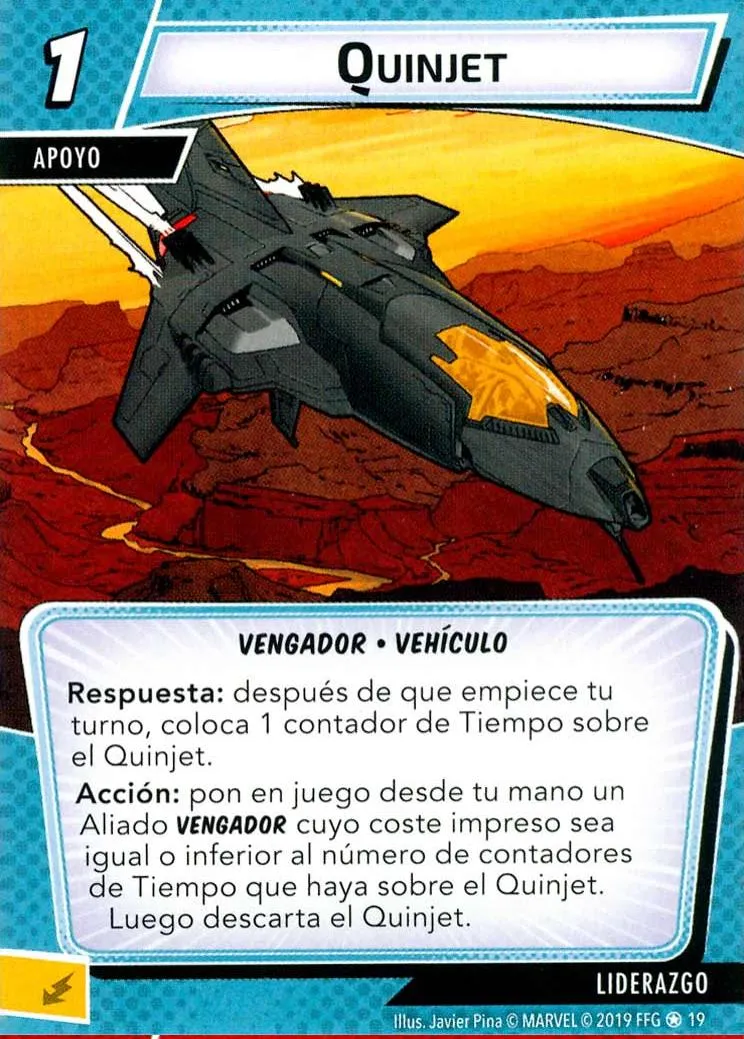 1
QUINJET
APOYO
VENGADOR • VEHÍCULO
Respuesta: después de que empiece tu
turno, coloca 1 contador de Tiempo sobre
el Quinjet.
Acción: pon en juego desde tu mano un
Aliado VENGADOR cuyo coste impreso sea
igual o inferior al número de contadores
de Tiempo que haya sobre el Quinjet.
Luego descarta el Quinjet.
LIDERAZGO
Illus. Javier Pina © MARVEL © 2019 FFG 19